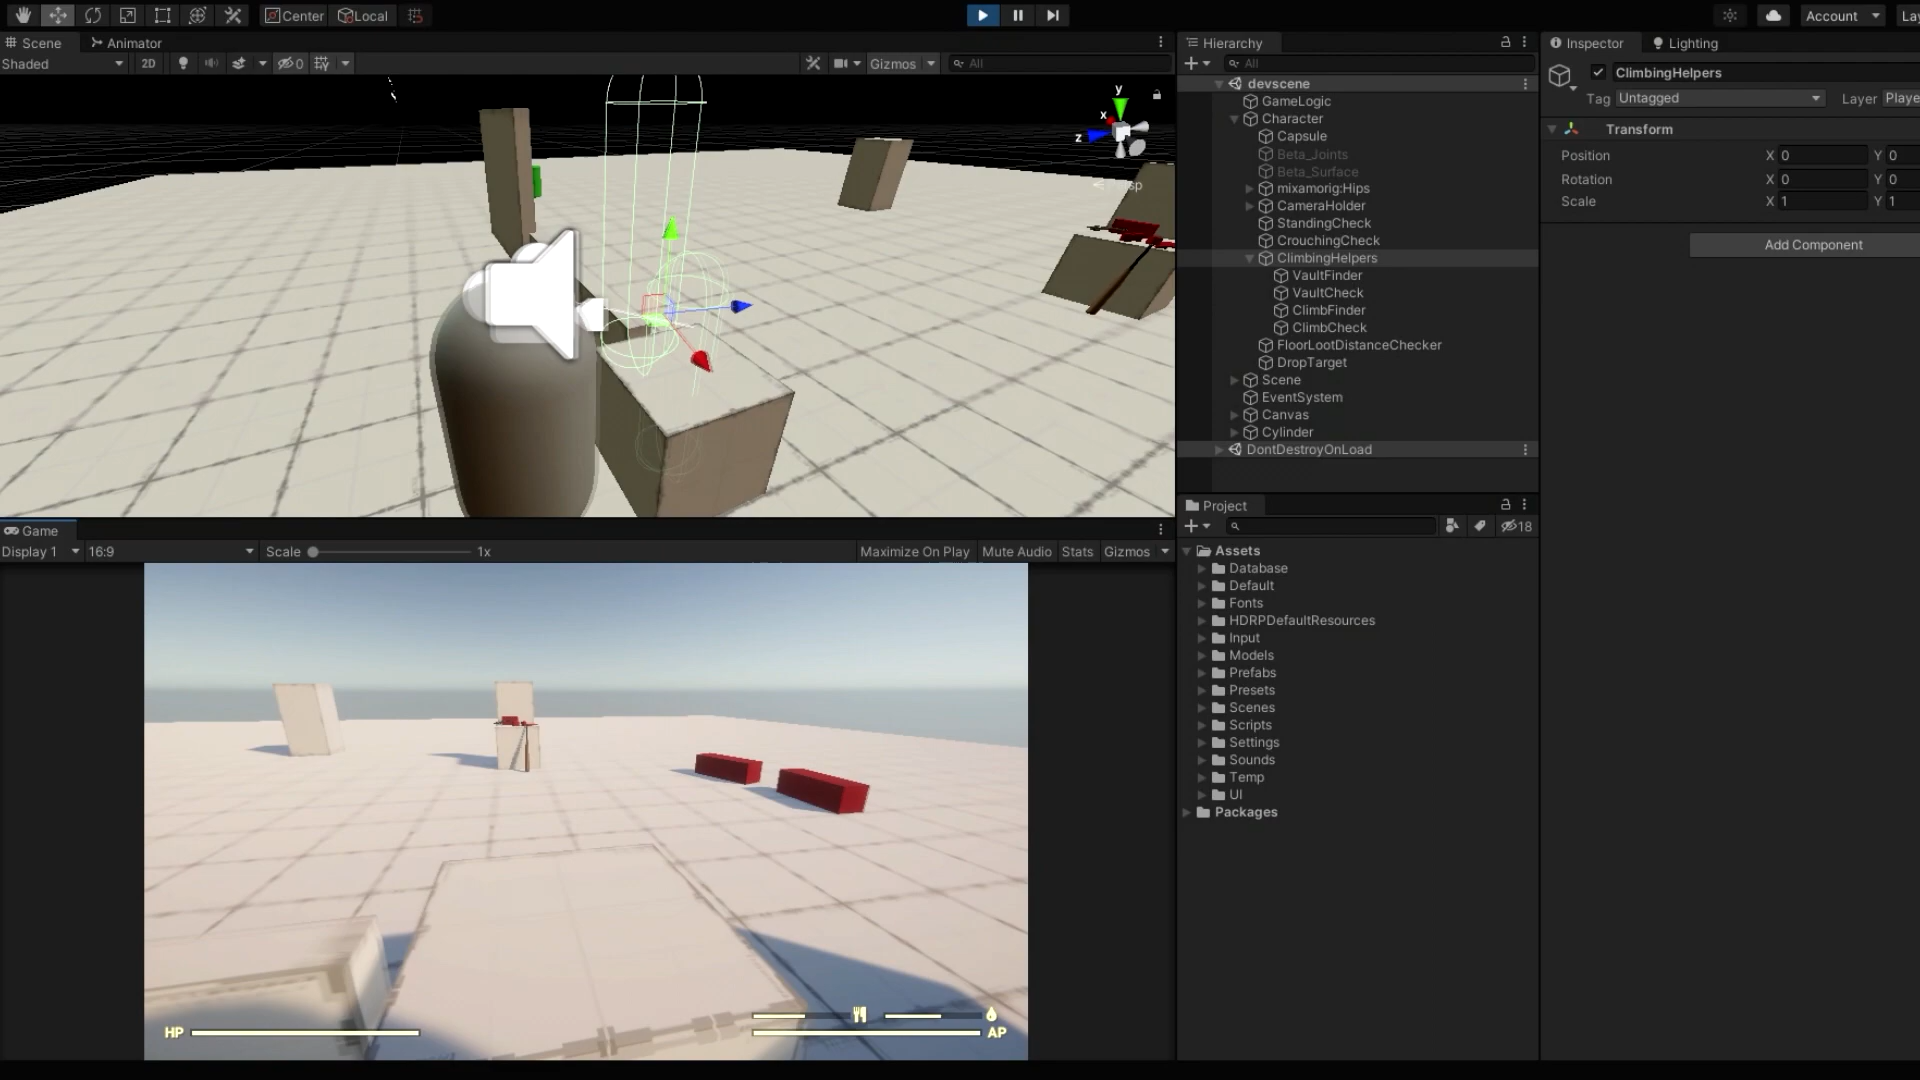 Center Local Account Lay
Scene Animator
Shaded 2D 0 Gizmos All
y
x
z
Persp
Game
Display 1 16:9 Scale 1x Maximize On Play Mute Audio Stats Gizmos
HP
AP
Hierarchy
All
devscene
GameLogic
Character
Capsule
Beta_Joints
Beta_Surface
mixamorig:Hips
CameraHolder
StandingCheck
CrouchingCheck
ClimbingHelpers
VaultFinder
VaultCheck
ClimbFinder
ClimbCheck
FloorLootDistanceChecker
DropTarget
Scene
EventSystem
Canvas
Cylinder
DontDestroyOnLoad
Project
18
Assets
Database
Default
Fonts
HDRPDefaultResources
Input
Models
Prefabs
Presets
Scenes
Scripts
Settings
Sounds
Temp
UI
Packages
Inspector Lighting
ClimbingHelpers
Tag Untagged Layer Playe
Transform
Position X 0 Y 0
Rotation X 0 Y 0
Scale X 1 Y 1
Add Component